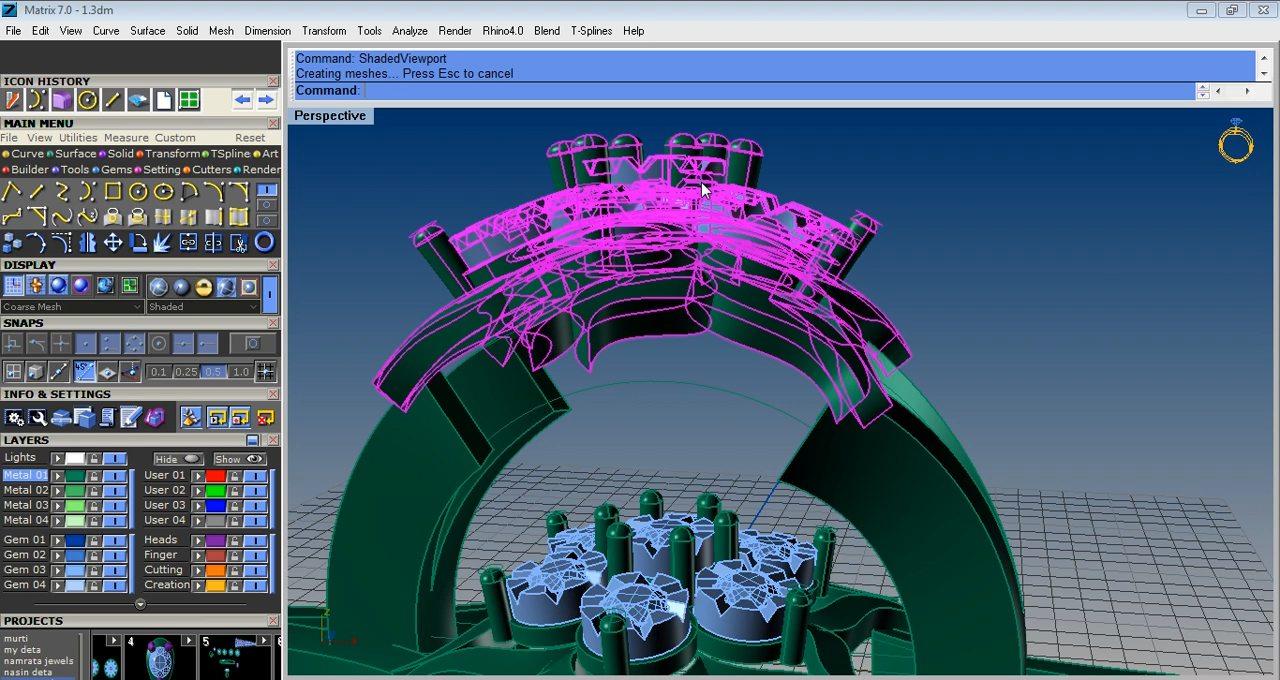 Matrix 7.0 - 1.3dm
File Edit View Curve Surface Solid Mesh Dimension Transform Tools Analyze Render Rhino4.0 Blend T-Splines Help
Command: ShadedViewport
Creating meshes... Press Esc to cancel
Command:
Perspective
ICON HISTORY
MAIN MENU
File View Utilities Measure Custom Reset
Curve Surface Solid Transform TSpline Art
Builder Tools Gems Setting Cutters Render
DISPLAY
Coarse Mesh Shaded
SNAPS
45° 0.1 0.25 0.5 1.0
INFO & SETTINGS
LAYERS
Lights Hide Show
Metal 01 User 01
Metal 02 User 02
Metal 03 User 03
Metal 04 User 04
Gem 01 Heads
Gem 02 Finger
Gem 03 Cutting
Gem 04 Creation
PROJECTS
murti
my deta
namrata jewels
nasin deta
4 5
z
x